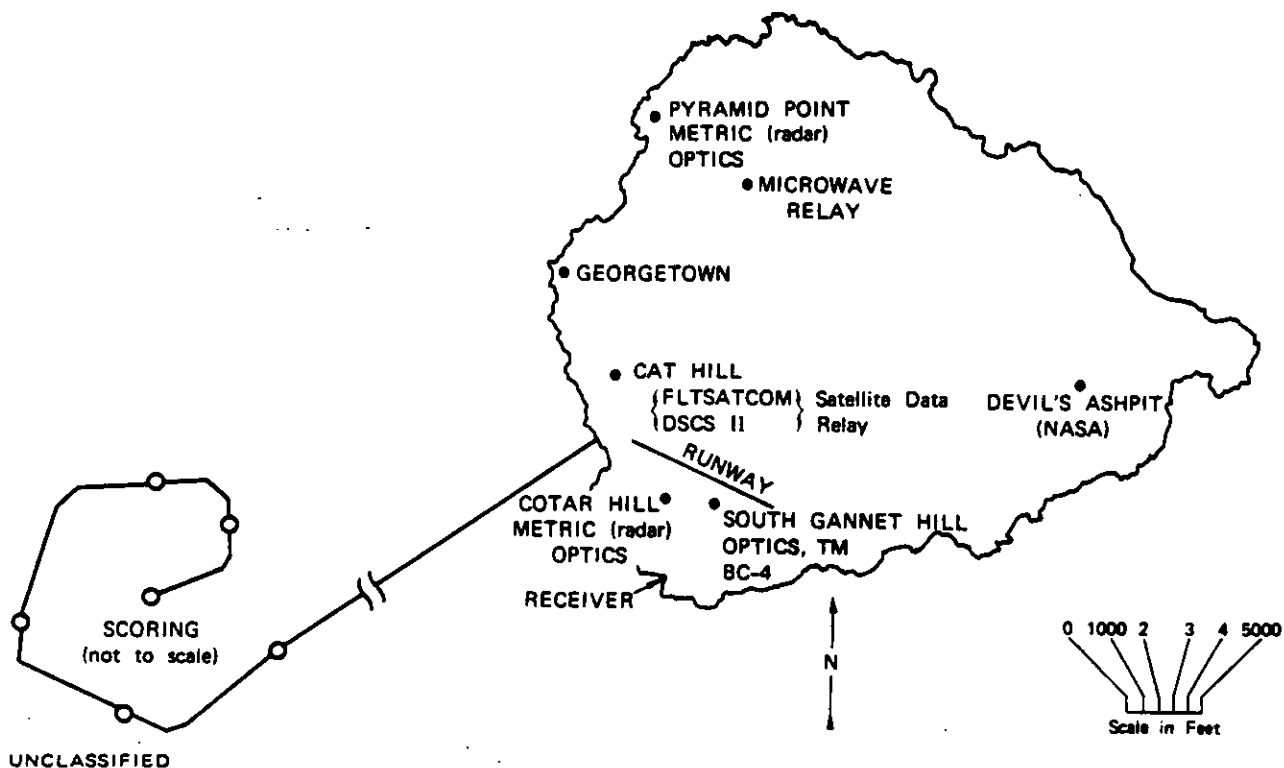 PYRAMID POINT
METRIC (radar)
OPTICS
MICROWAVE
RELAY
GEORGETOWN
CAT HILL
FLTSATCOM
DSCS II
Satellite Data
Relay
DEVIL'S ASHPIT
(NASA)
RUNWAY
COTAR HILL
METRIC (radar)
OPTICS
SOUTH GANNET HILL
OPTICS, TM
BC-4
RECEIVER
SCORING
(not to scale)
N
0 1000 2 3 4 5000
Scale in Feet
UNCLASSIFIED